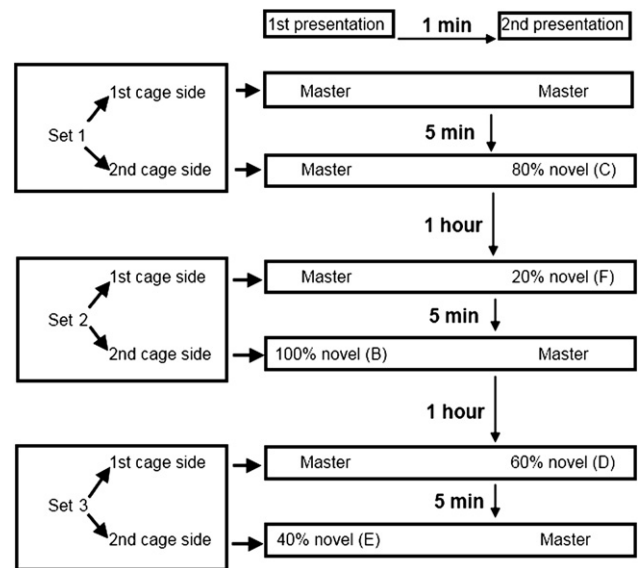 1st presentation 1 min 2nd presentation
1st cage side Master Master
Set 1 5 min
2nd cage side Master 80% novel (C)
1 hour
1st cage side Master 20% novel (F)
Set 2 5 min
2nd cage side 100% novel (B) Master
1 hour
1st cage side Master 60% novel (D)
Set 3 5 min
2nd cage side 40% novel (E) Master